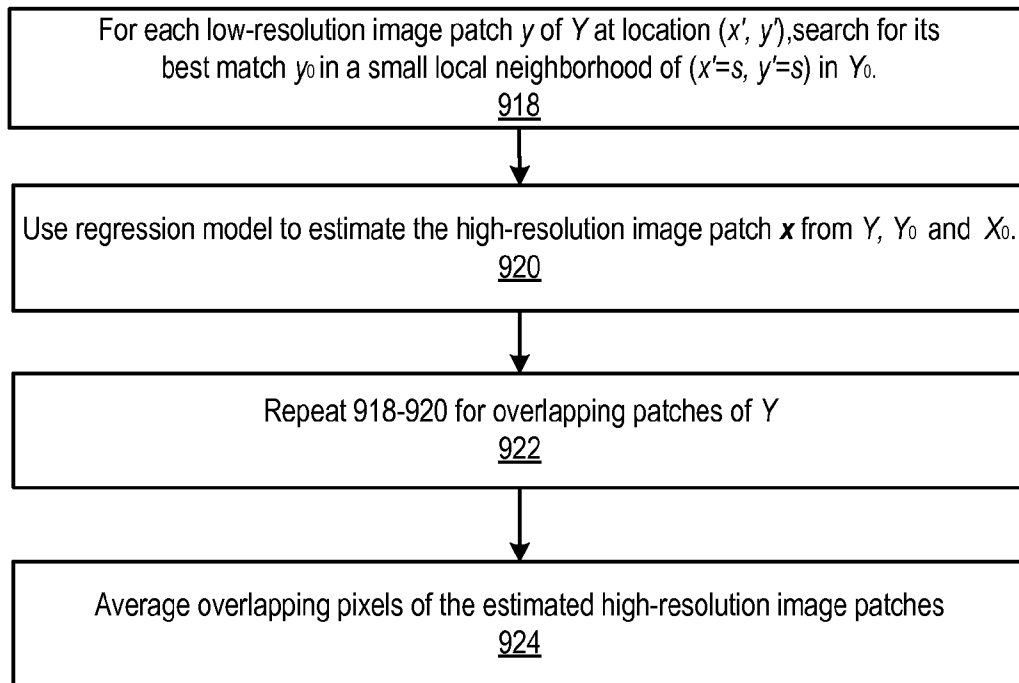 For each low-resolution image patch y of Y at location (x', y'),search for its
best match y₀ in a small local neighborhood of (x'=s, y'=s) in Y₀.
918
Use regression model to estimate the high-resolution image patch x from Y, Y₀ and X₀.
920
Repeat 918-920 for overlapping patches of Y
922
Average overlapping pixels of the estimated high-resolution image patches
924